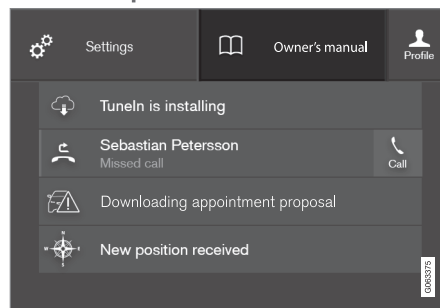 Settings
Owner's manual
Profile
TuneIn is installing
Sebastian Petersson
Missed call
Call
Downloading appointment proposal
N
W
E
S
New position received
G063375